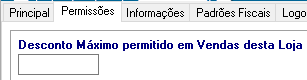 Principal Permissões Informações Padrões Fiscais Logo
Desconto Máximo permitido em Vendas desta Loja